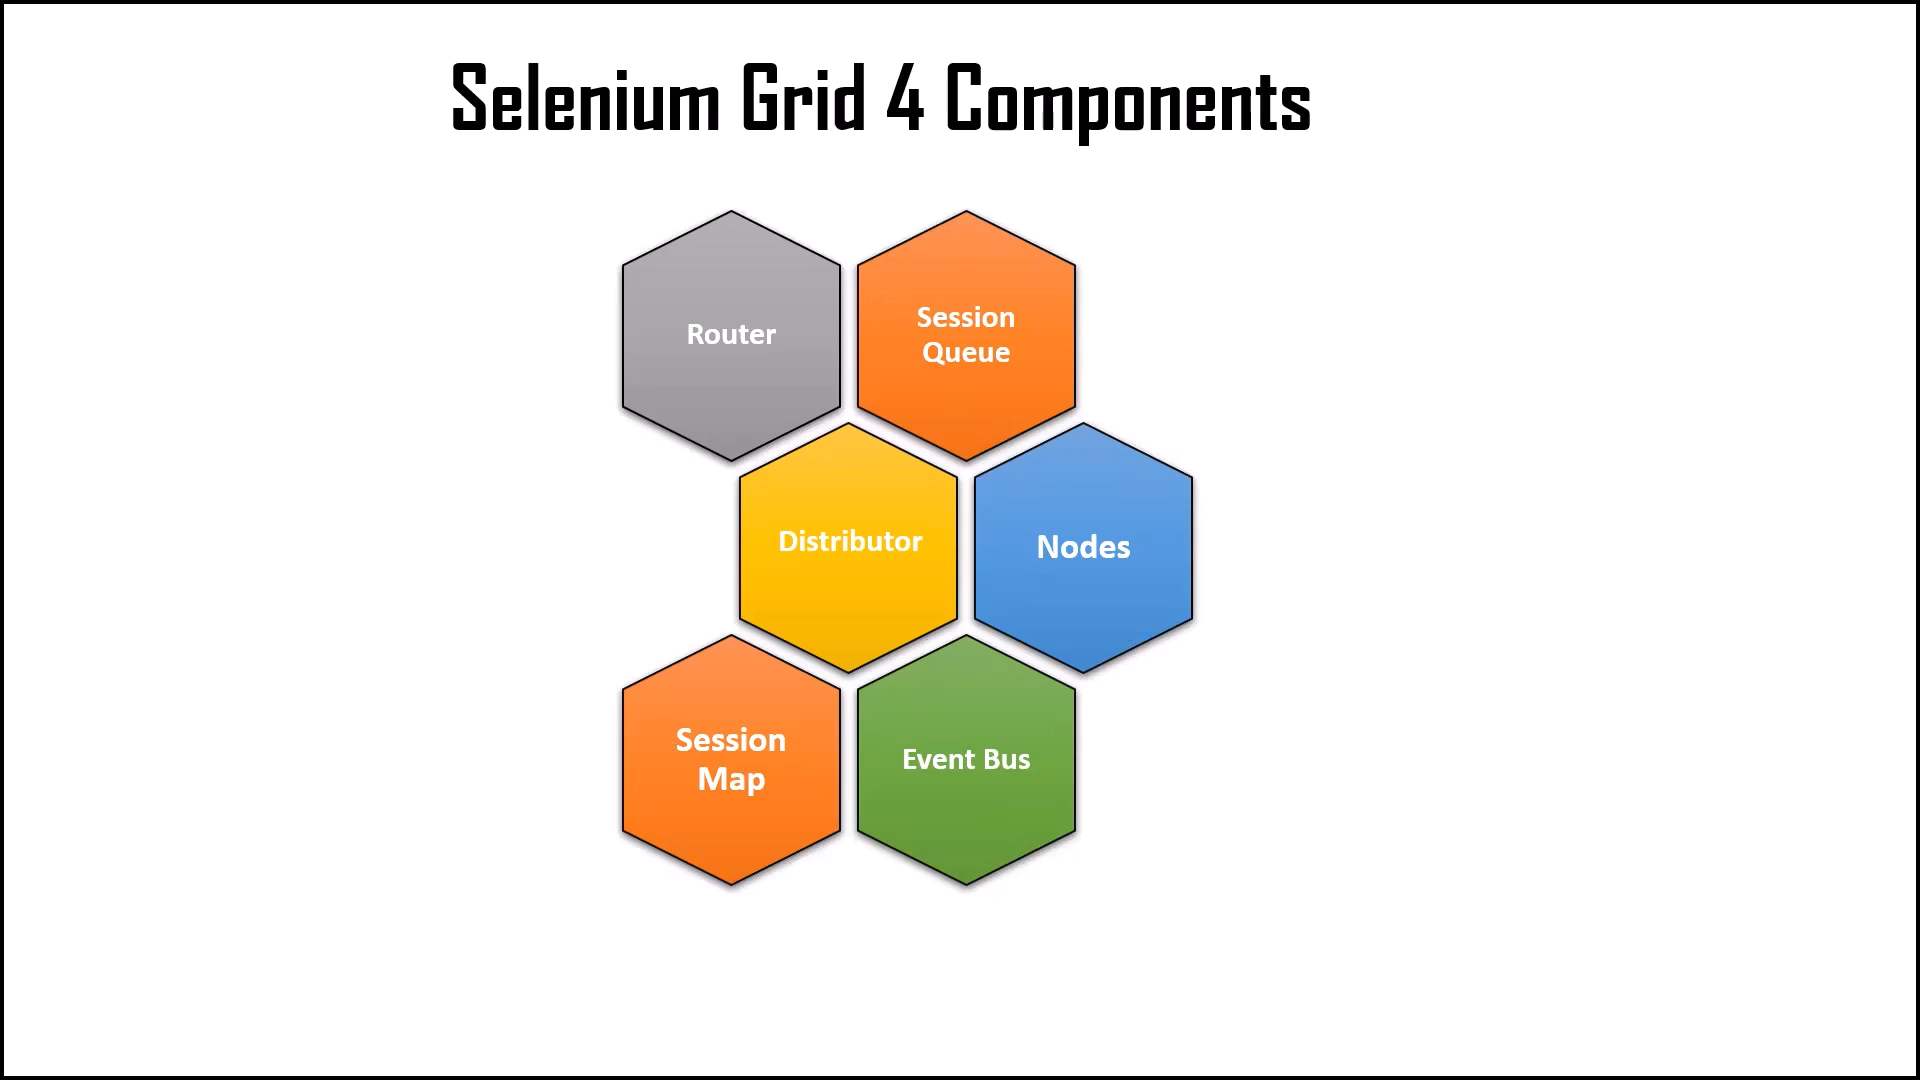 Selenium Grid 4 Components
Router
Session
Queue
Distributor
Nodes
Session
Map
Event Bus